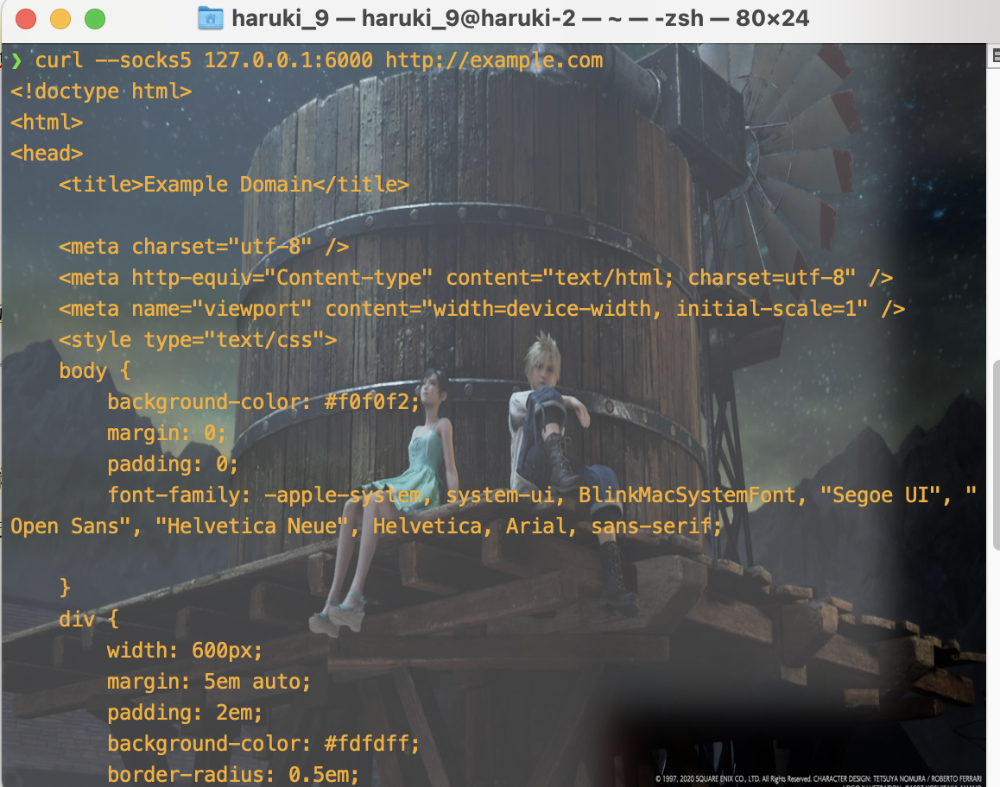 haruki_9 — haruki_9@haruki-2 — ~ — -zsh — 80×24
❯ curl --socks5 127.0.0.1:6000 http://example.com
<!doctype html>
<html>
<head>
    <title>Example Domain</title>

    <meta charset="utf-8" />
    <meta http-equiv="Content-type" content="text/html; charset=utf-8" />
    <meta name="viewport" content="width=device-width, initial-scale=1" />
    <style type="text/css">
    body {
        background-color: #f0f0f2;
        margin: 0;
        padding: 0;
        font-family: -apple-system, system-ui, BlinkMacSystemFont, "Segoe UI", "
Open Sans", "Helvetica Neue", Helvetica, Arial, sans-serif;

    }
    div {
        width: 600px;
        margin: 5em auto;
        padding: 2em;
        background-color: #fdfdff;
        border-radius: 0.5em;
© 1997, 2020 SQUARE ENIX CO., LTD. All Rights Reserved. CHARACTER DESIGN: TETSUYA NOMURA / ROBERTO FERRARI